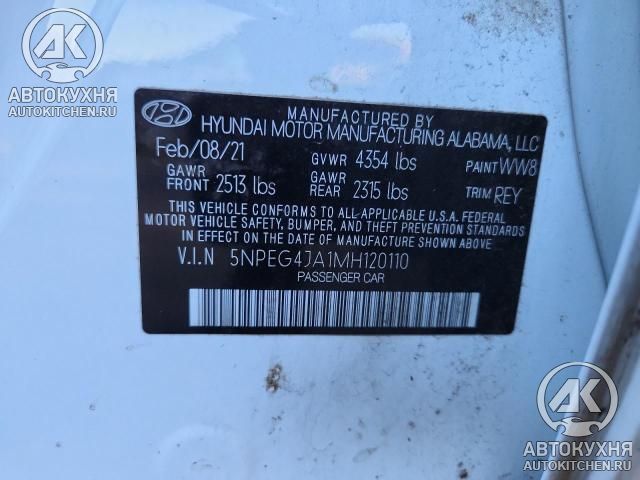 АК
АВТОКУХНЯ
AUTOKITCHEN.RU
MANUFACTURED BY
HYUNDAI MOTOR MANUFACTURING ALABAMA, LLC
Feb/08/21 GVWR 4354 lbs PAINT WW8
GAWR FRONT 2513 lbs GAWR REAR 2315 lbs TRIM REY
THIS VEHICLE CONFORMS TO ALL APPLICABLE U.S.A. FEDERAL
MOTOR VEHICLE SAFETY, BUMPER, AND THEFT PREVENTION STANDARDS
IN EFFECT ON THE DATE OF MANUFACTURE SHOWN ABOVE.
V.I.N 5NPEG4JA1MH120110
PASSENGER CAR
АК
АВТОКУХНЯ
AUTOKITCHEN.RU